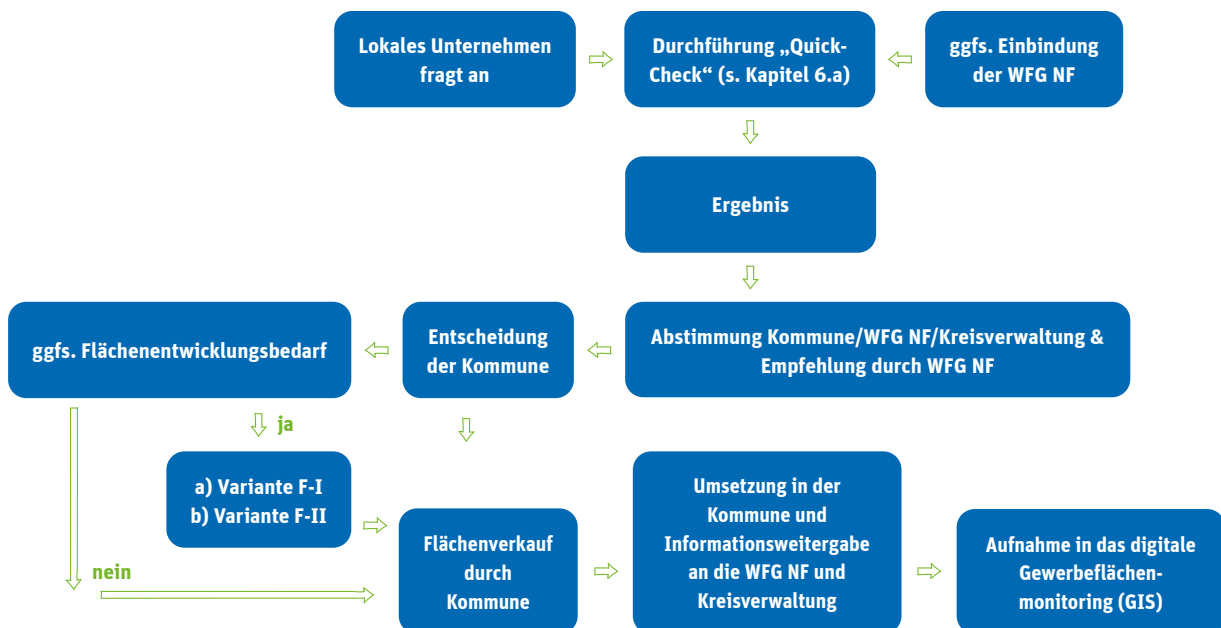 Lokales Unternehmen
fragt an
Durchführung „Quick-
Check“ (s. Kapitel 6.a)
ggfs. Einbindung
der WFG NF
Ergebnis
ggfs. Flächenentwicklungsbedarf
Entscheidung
der Kommune
Abstimmung Kommune/WFG NF/Kreisverwaltung &
Empfehlung durch WFG NF
ja
a) Variante F-I
b) Variante F-II
nein
Flächenverkauf
durch
Kommune
Umsetzung in der
Kommune und
Informationsweitergabe
an die WFG NF und
Kreisverwaltung
Aufnahme in das digitale
Gewerbeflächen-
monitoring (GIS)